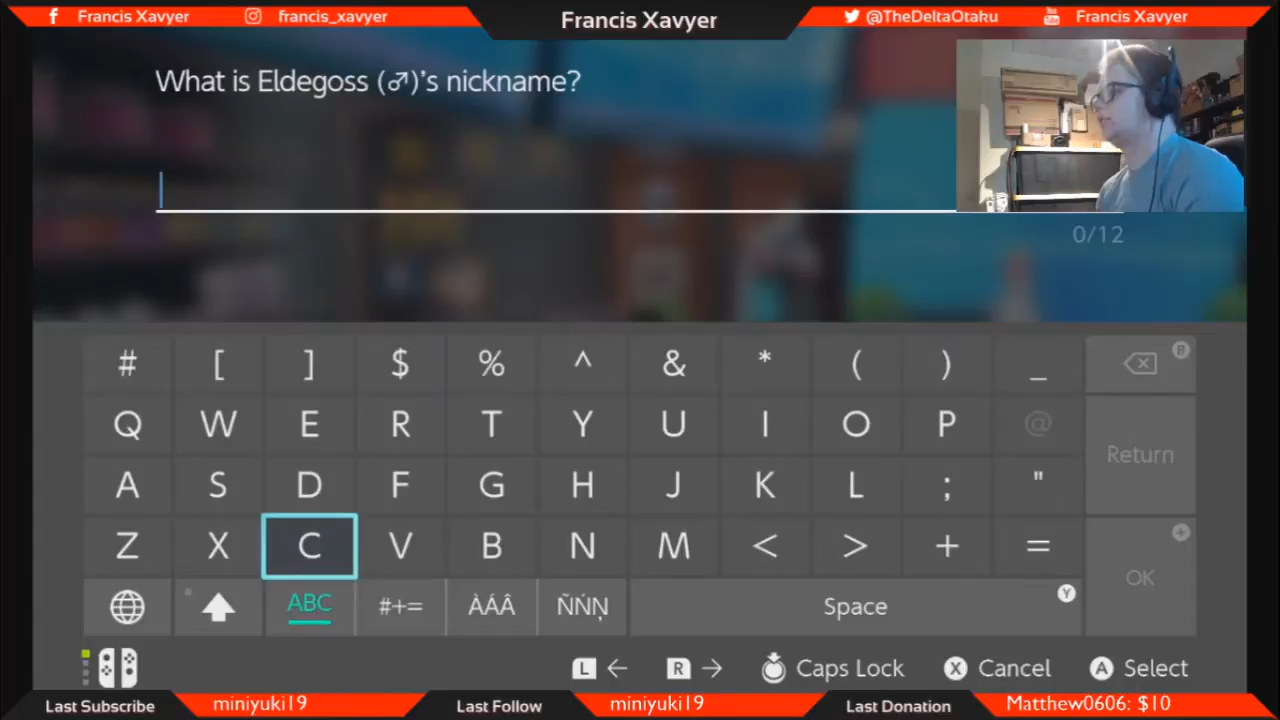 Francis Xavyer francis_xavyer Francis Xavyer @TheDeltaOtaku Francis Xavyer
What is Eldegoss (♂)'s nickname?
0/12
# [ ] $ % ^ & * ( ) _
Q W E R T Y U I O P @
Return
A S D F G H J K L ; "
Z X C V B N M < > + =
OK
ABC #+= ÀÁÂ ÑŃŅ Space Y
L ← R → Caps Lock X Cancel A Select
Last Subscribe miniyuki19 Last Follow miniyuki19 Last Donation Matthew0606: $10